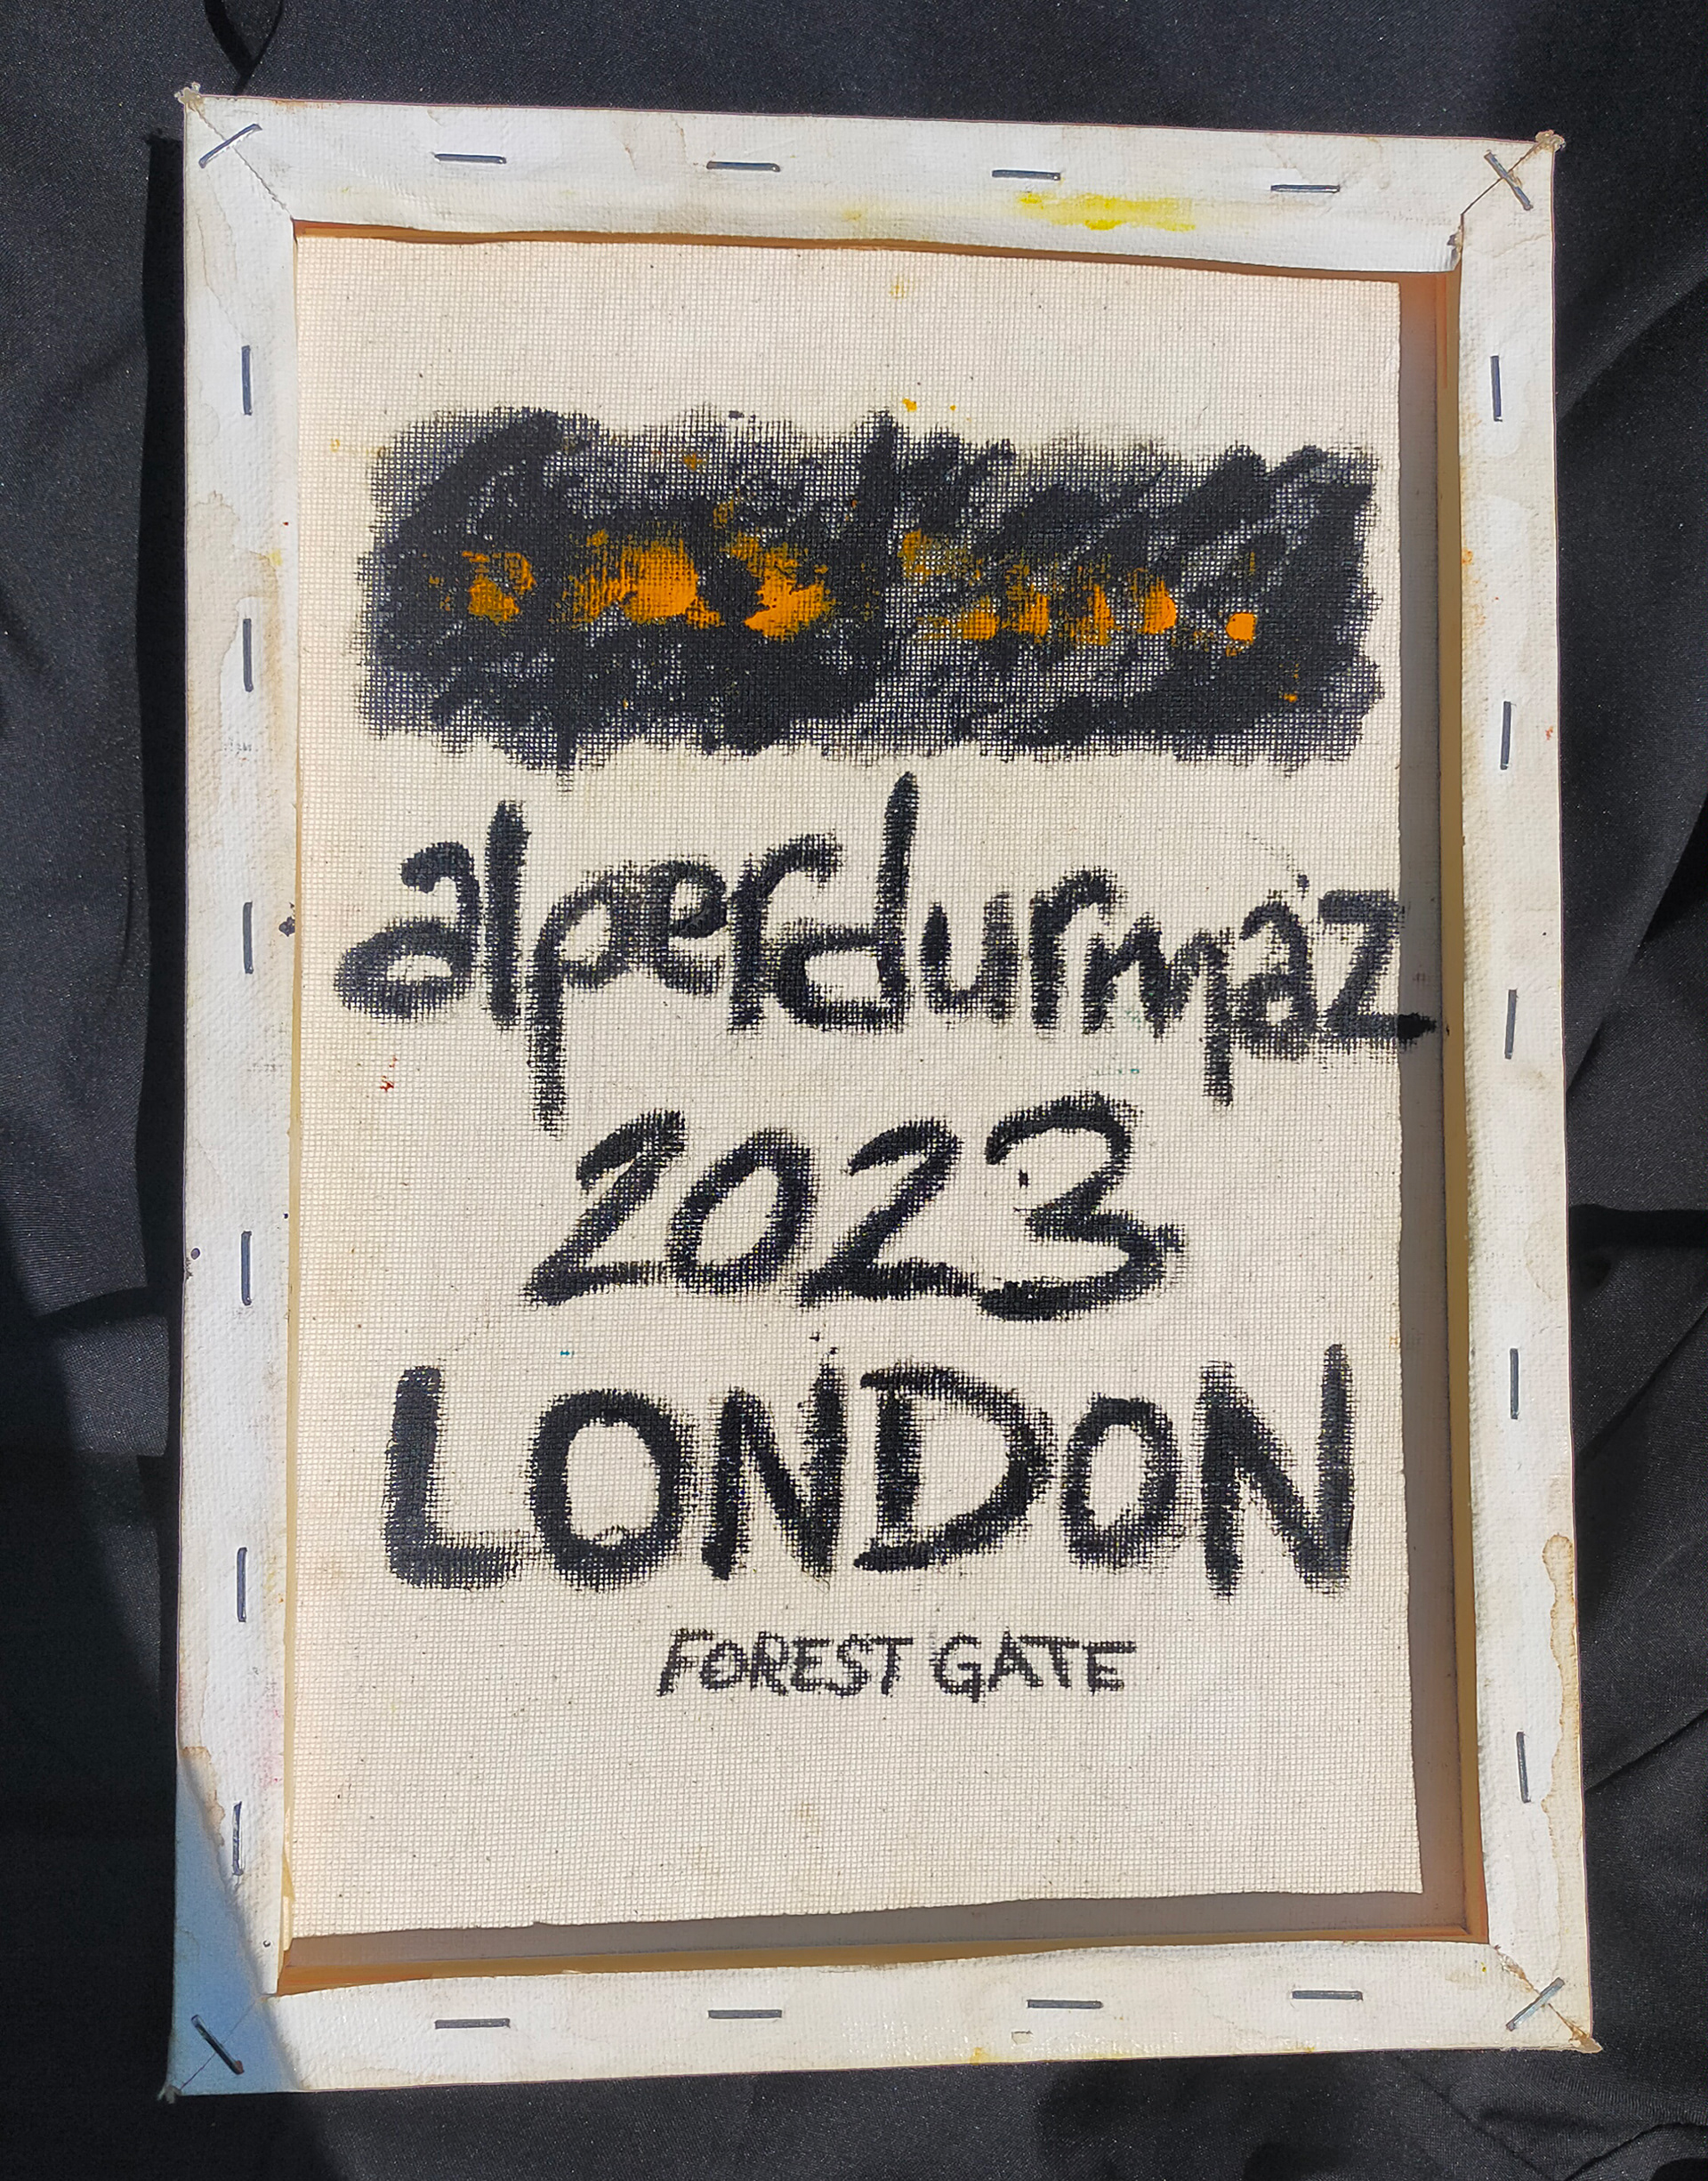 alperdurmaz
2023
LONDON
FOREST GATE